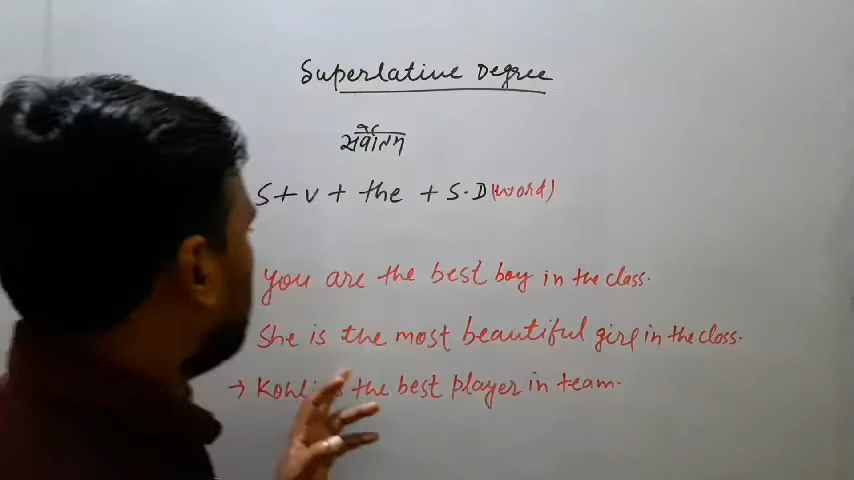 Superlative Degree
सर्वोत्तम
S + V + the + S.D (word)
You are the best boy in the class.
She is the most beautiful girl in the class.
→ Kohli is the best player in team.